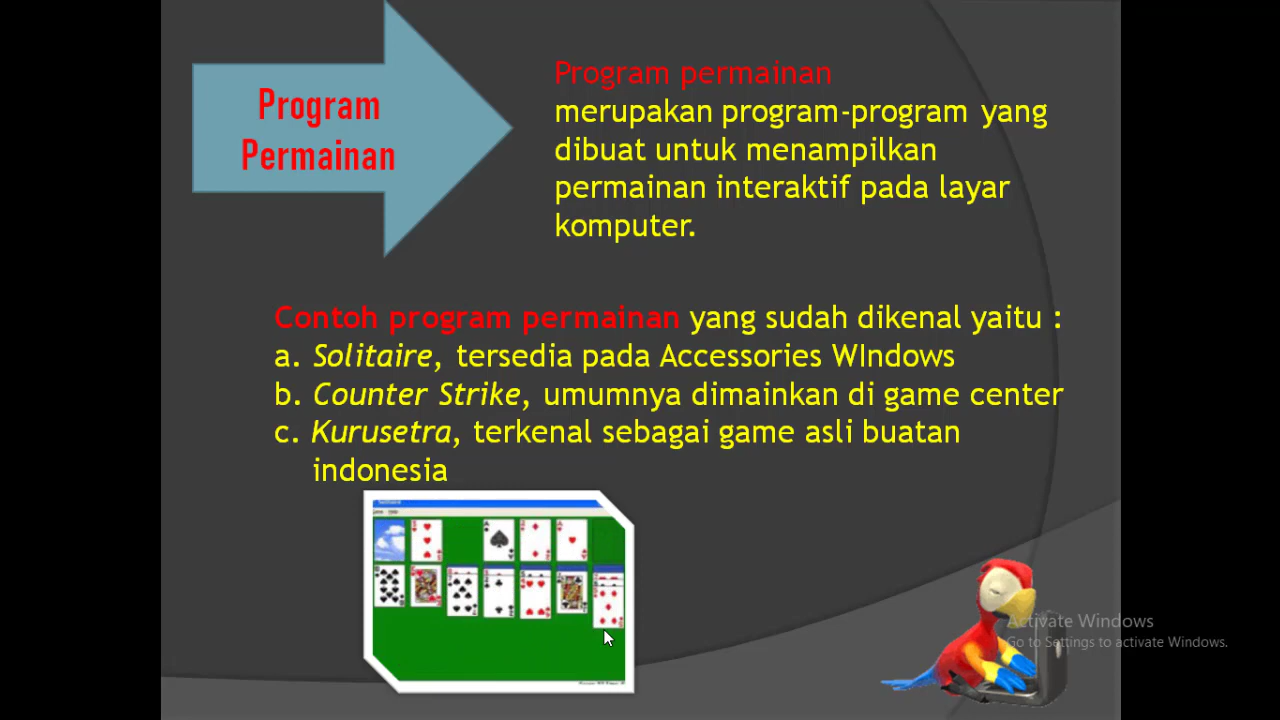 Program
Permainan
Program permainan
merupakan program-program yang
dibuat untuk menampilkan
permainan interaktif pada layar
komputer.
Contoh program permainan yang sudah dikenal yaitu :
a. Solitaire, tersedia pada Accessories WIndows
b. Counter Strike, umumnya dimainkan di game center
c. Kurusetra, terkenal sebagai game asli buatan
indonesia
Activate Windows
Go to Settings to activate Windows.